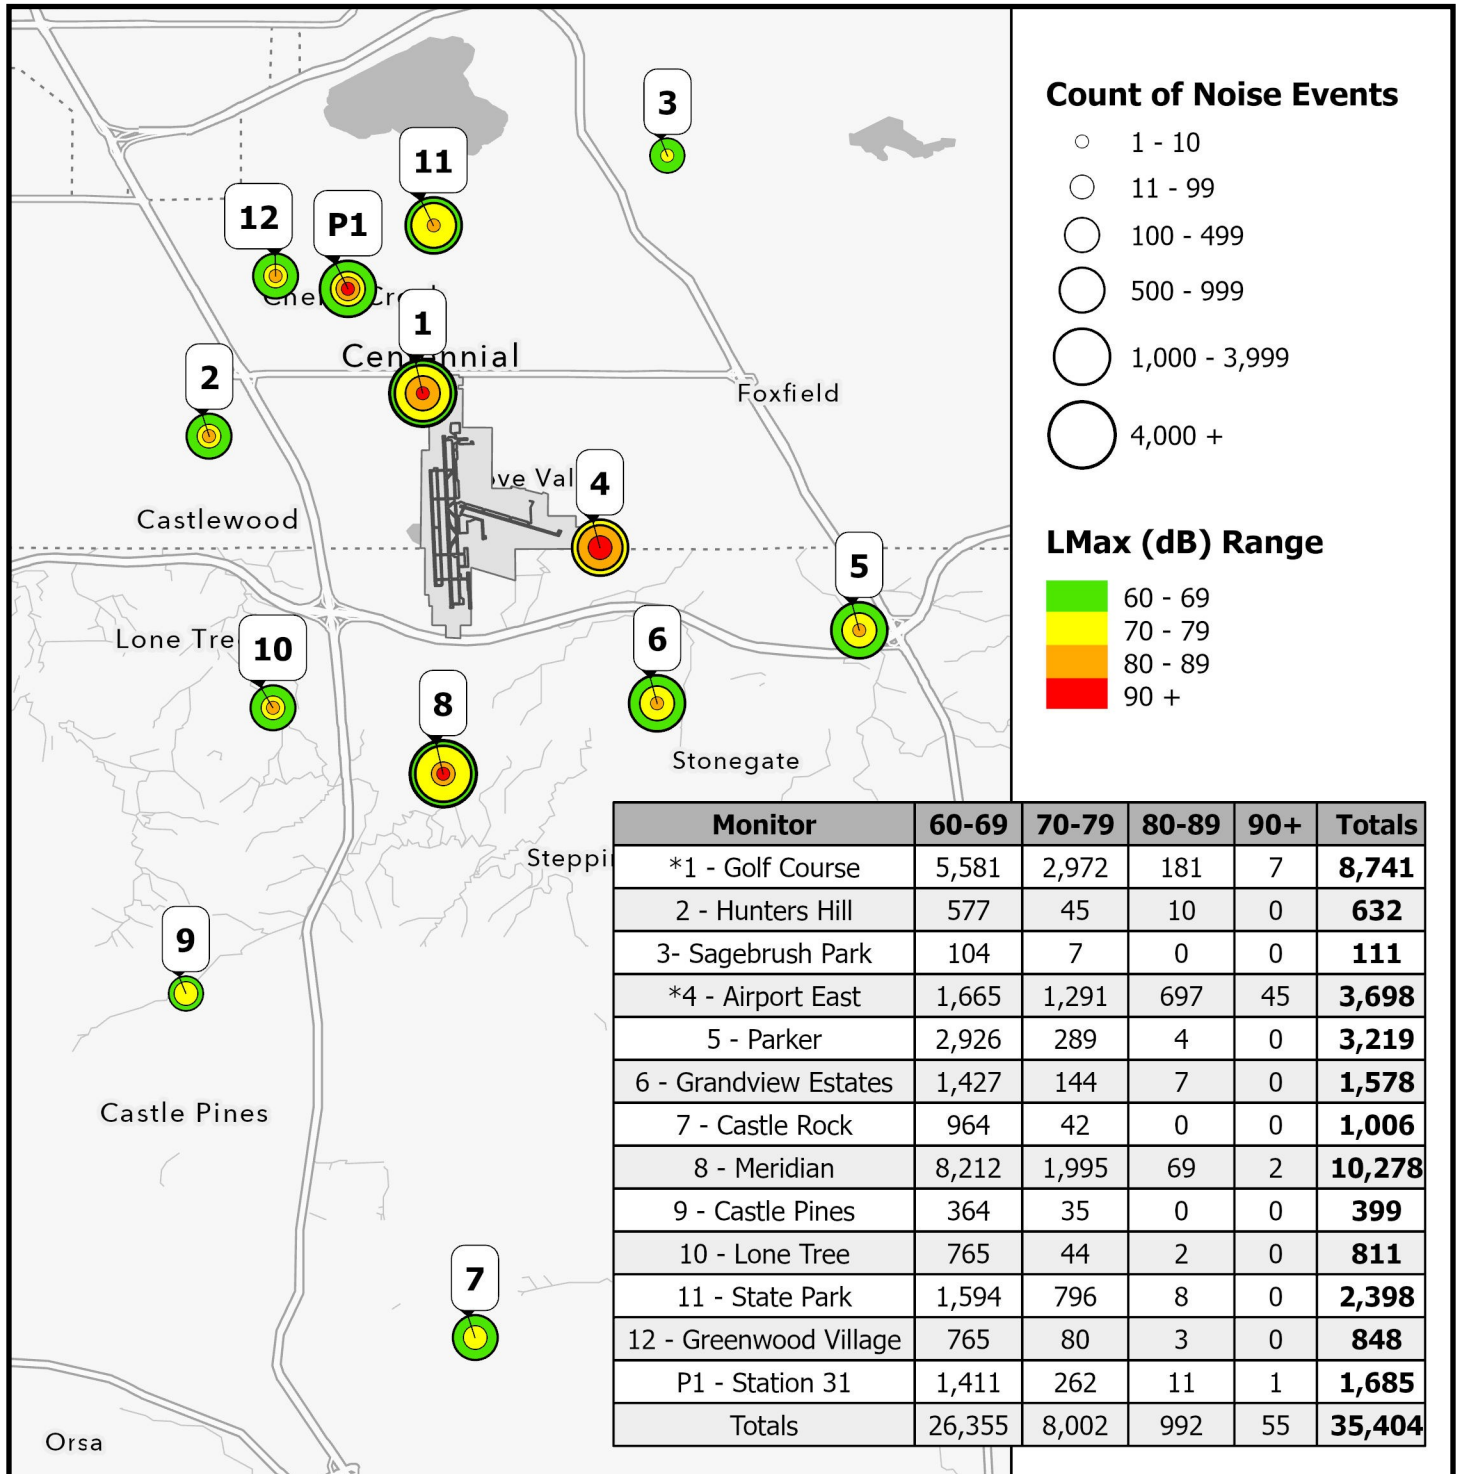 3
11
12
P1
Centennial
1
2
Foxfield
4
Castlewood
5
Lone Tre
10
6
8
Stonegate
Steppi
9
Castle Pines
7
Orsa
Count of Noise Events
1 - 10
11 - 99
100 - 499
500 - 999
1,000 - 3,999
4,000 +
LMax (dB) Range
60 - 69
70 - 79
80 - 89
90 +
Monitor 60-69 70-79 80-89 90+ Totals
*1 - Golf Course 5,581 2,972 181 7 8,741
2 - Hunters Hill 577 45 10 0 632
3- Sagebrush Park 104 7 0 0 111
*4 - Airport East 1,665 1,291 697 45 3,698
5 - Parker 2,926 289 4 0 3,219
6 - Grandview Estates 1,427 144 7 0 1,578
7 - Castle Rock 964 42 0 0 1,006
8 - Meridian 8,212 1,995 69 2 10,278
9 - Castle Pines 364 35 0 0 399
10 - Lone Tree 765 44 2 0 811
11 - State Park 1,594 796 8 0 2,398
12 - Greenwood Village 765 80 3 0 848
P1 - Station 31 1,411 262 11 1 1,685
Totals 26,355 8,002 992 55 35,404